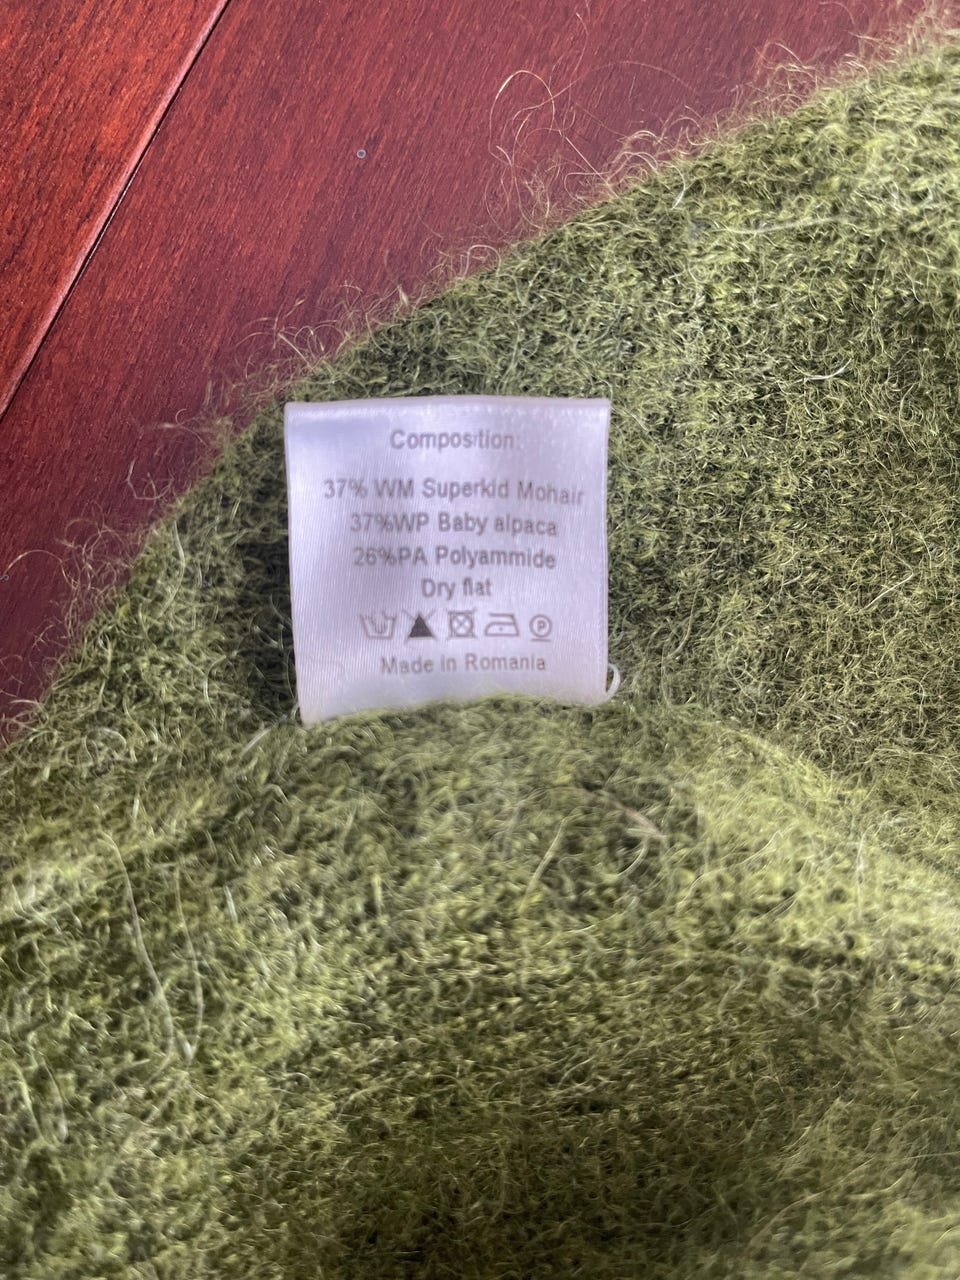 Composition:
37% WM Superkid Mohair
37%WP Baby alpaca
26%PA Polyammide
Dry flat
P
Made in Romania